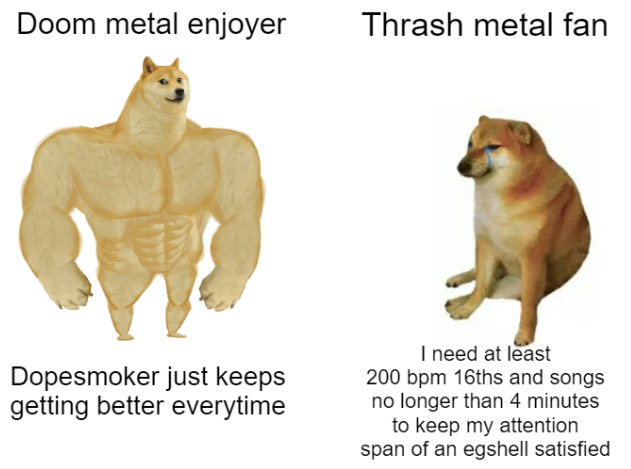 Doom metal enjoyer
Thrash metal fan
Dopesmoker just keeps
getting better everytime
I need at least
200 bpm 16ths and songs
no longer than 4 minutes
to keep my attention
span of an egshell satisfied